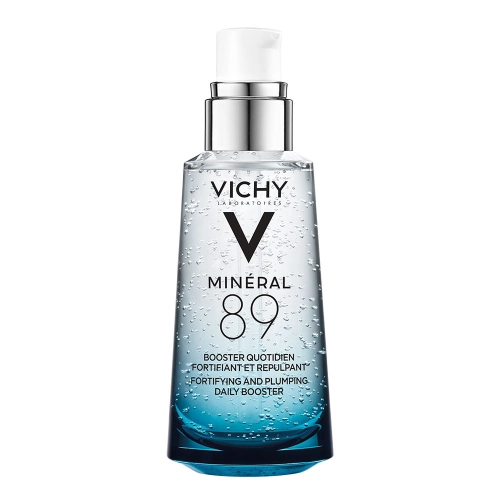 VICHY
LABORATOIRES
V
MINÉRAL
89
BOOSTER QUOTIDIEN
FORTIFIANT ET REPULPANT
FORTIFYING AND PLUMPING
DAILY BOOSTER